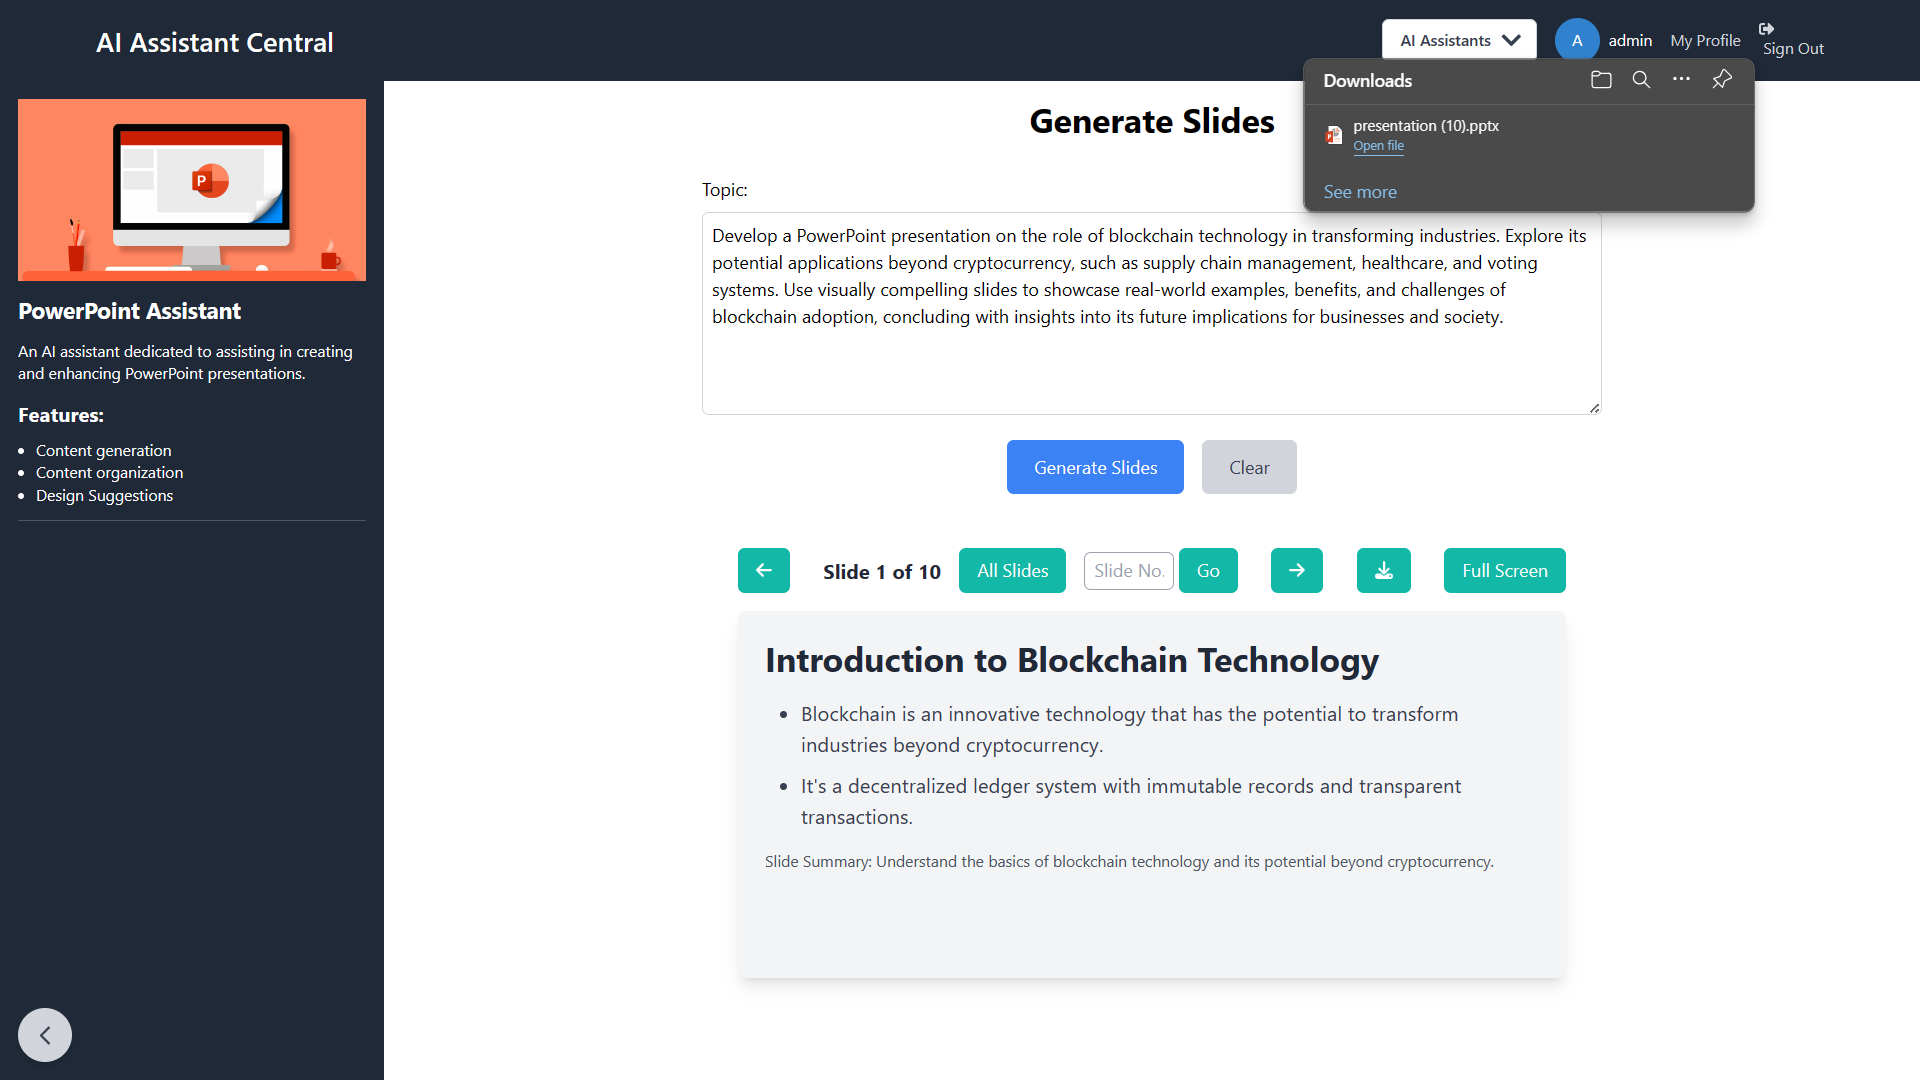 AI Assistant Central
AI Assistants
A
admin
My Profile
Sign Out
Downloads
presentation (10).pptx
Open file
See more
P
PowerPoint Assistant
An AI assistant dedicated to assisting in creating
and enhancing PowerPoint presentations.
Features:
• Content generation
• Content organization
• Design Suggestions
Generate Slides
Topic:
Develop a PowerPoint presentation on the role of blockchain technology in transforming industries. Explore its
potential applications beyond cryptocurrency, such as supply chain management, healthcare, and voting
systems. Use visually compelling slides to showcase real-world examples, benefits, and challenges of
blockchain adoption, concluding with insights into its future implications for businesses and society.
Generate Slides
Clear
Slide 1 of 10
All Slides
Slide No.
Go
Full Screen
Introduction to Blockchain Technology
• Blockchain is an innovative technology that has the potential to transform
industries beyond cryptocurrency.
• It's a decentralized ledger system with immutable records and transparent
transactions.
Slide Summary: Understand the basics of blockchain technology and its potential beyond cryptocurrency.